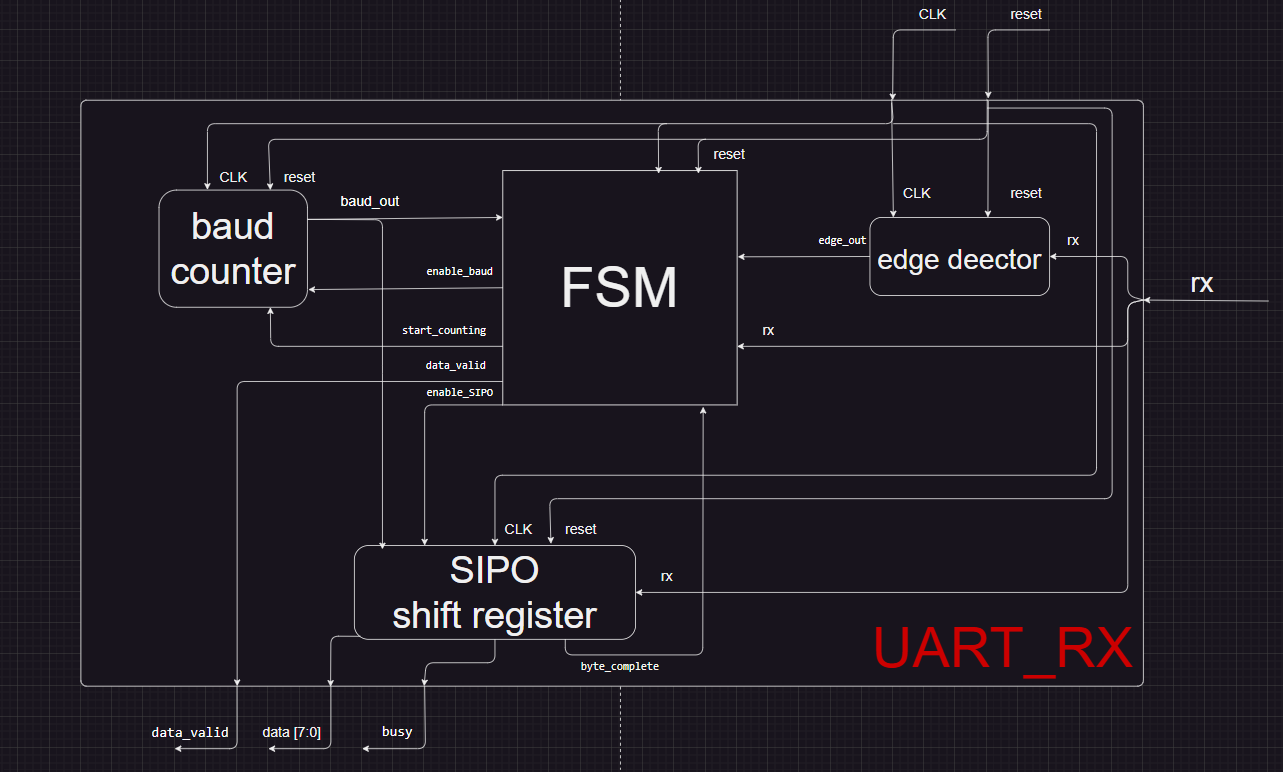 CLK
reset
reset
CLK
reset
baud_out
CLK
reset
baud
counter
edge_out
rx
edge deector
enable_baud
FSM
rx
start_counting
rx
data_valid
enable_SIPO
CLK
reset
SIPO
shift register
rx
UART_RX
byte_complete
data_valid
data [7:0]
busy